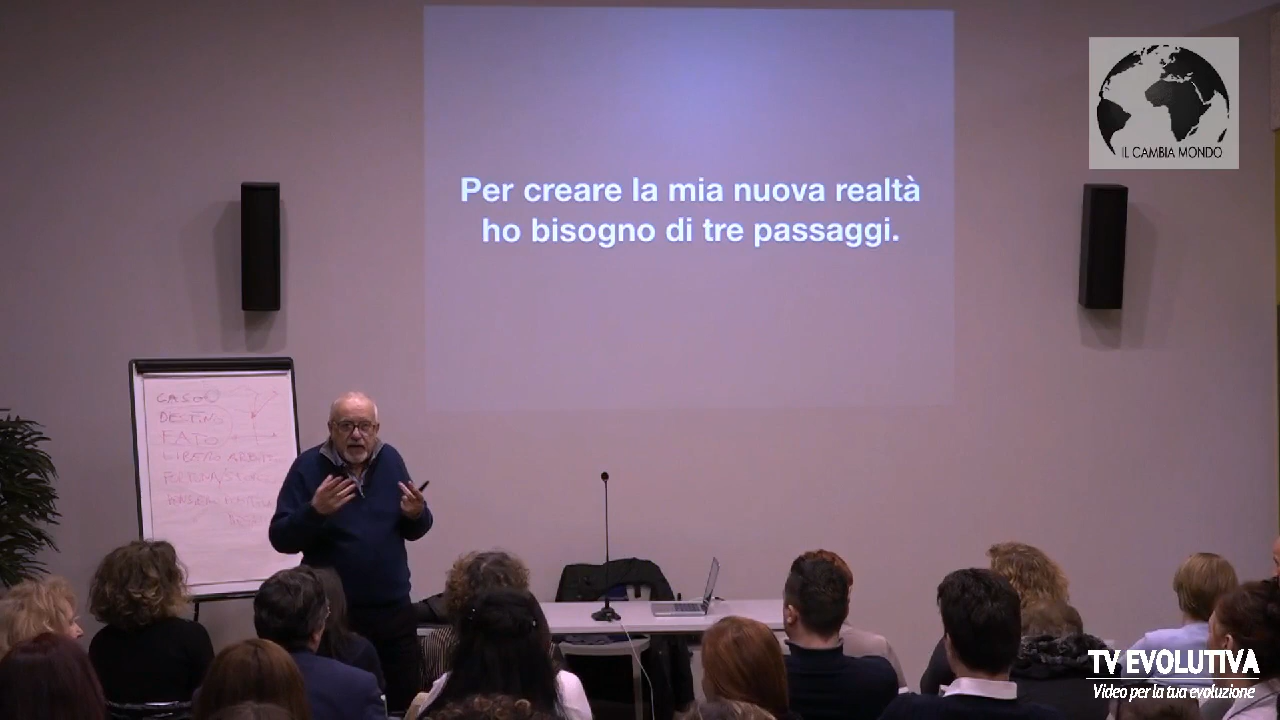 Per creare la mia nuova realtà
ho bisogno di tre passaggi.
IL CAMBIA MONDO
CASO
DESTINO
FATO
LIBERO
TV EVOLUTIVA
Video per la tua evoluzione